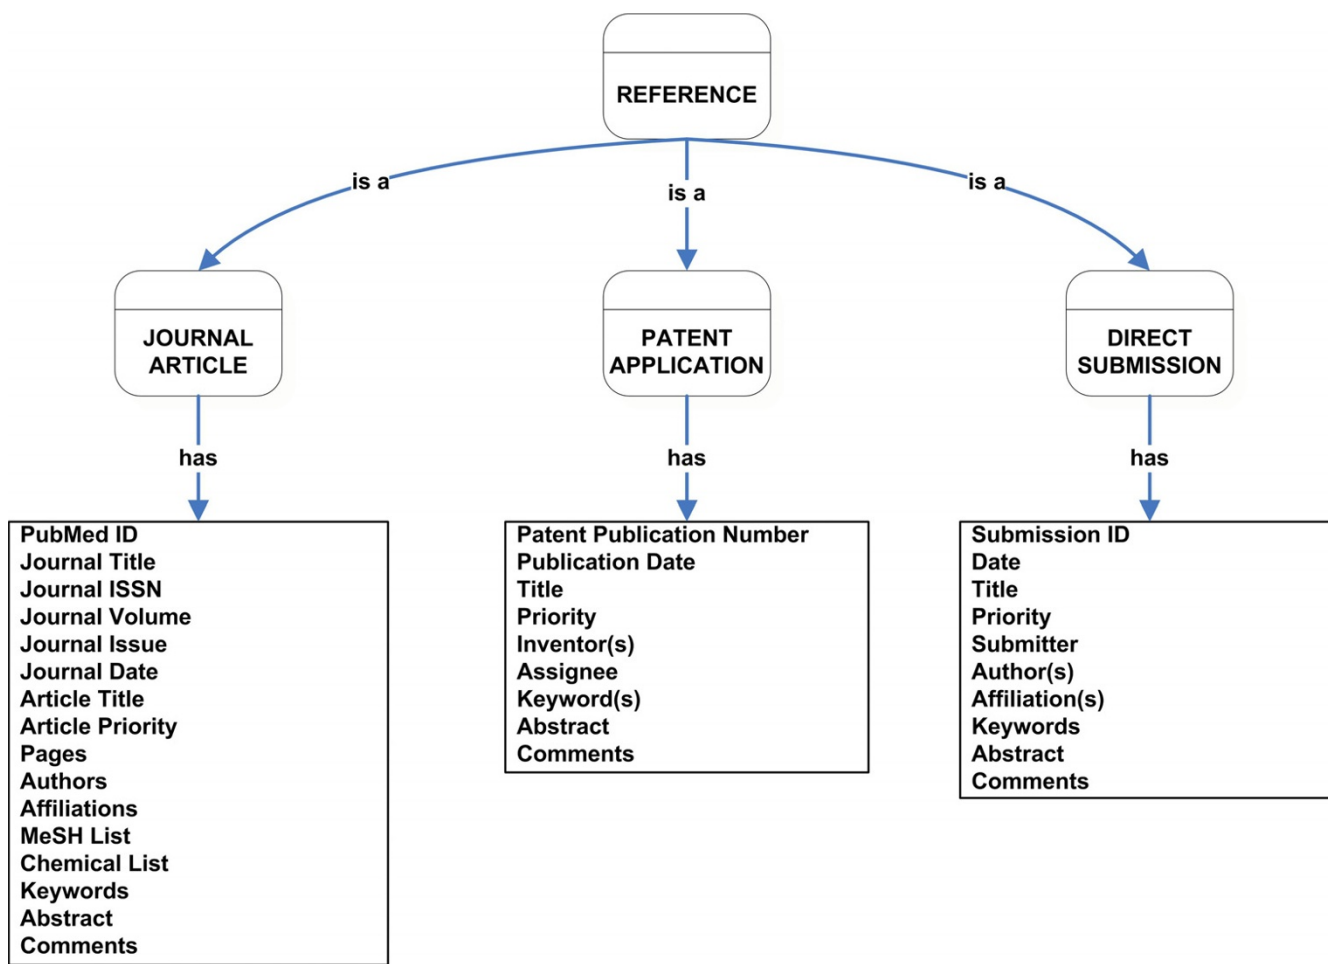 REFERENCE
is a
is a
is a
JOURNAL
ARTICLE
PATENT
APPLICATION
DIRECT
SUBMISSION
has
has
has
PubMed ID
Journal Title
Journal ISSN
Journal Volume
Journal Issue
Journal Date
Article Title
Article Priority
Pages
Authors
Affiliations
MeSH List
Chemical List
Keywords
Abstract
Comments
Patent Publication Number
Publication Date
Title
Priority
Inventor(s)
Assignee
Keyword(s)
Abstract
Comments
Submission ID
Date
Title
Priority
Submitter
Author(s)
Affiliation(s)
Keywords
Abstract
Comments